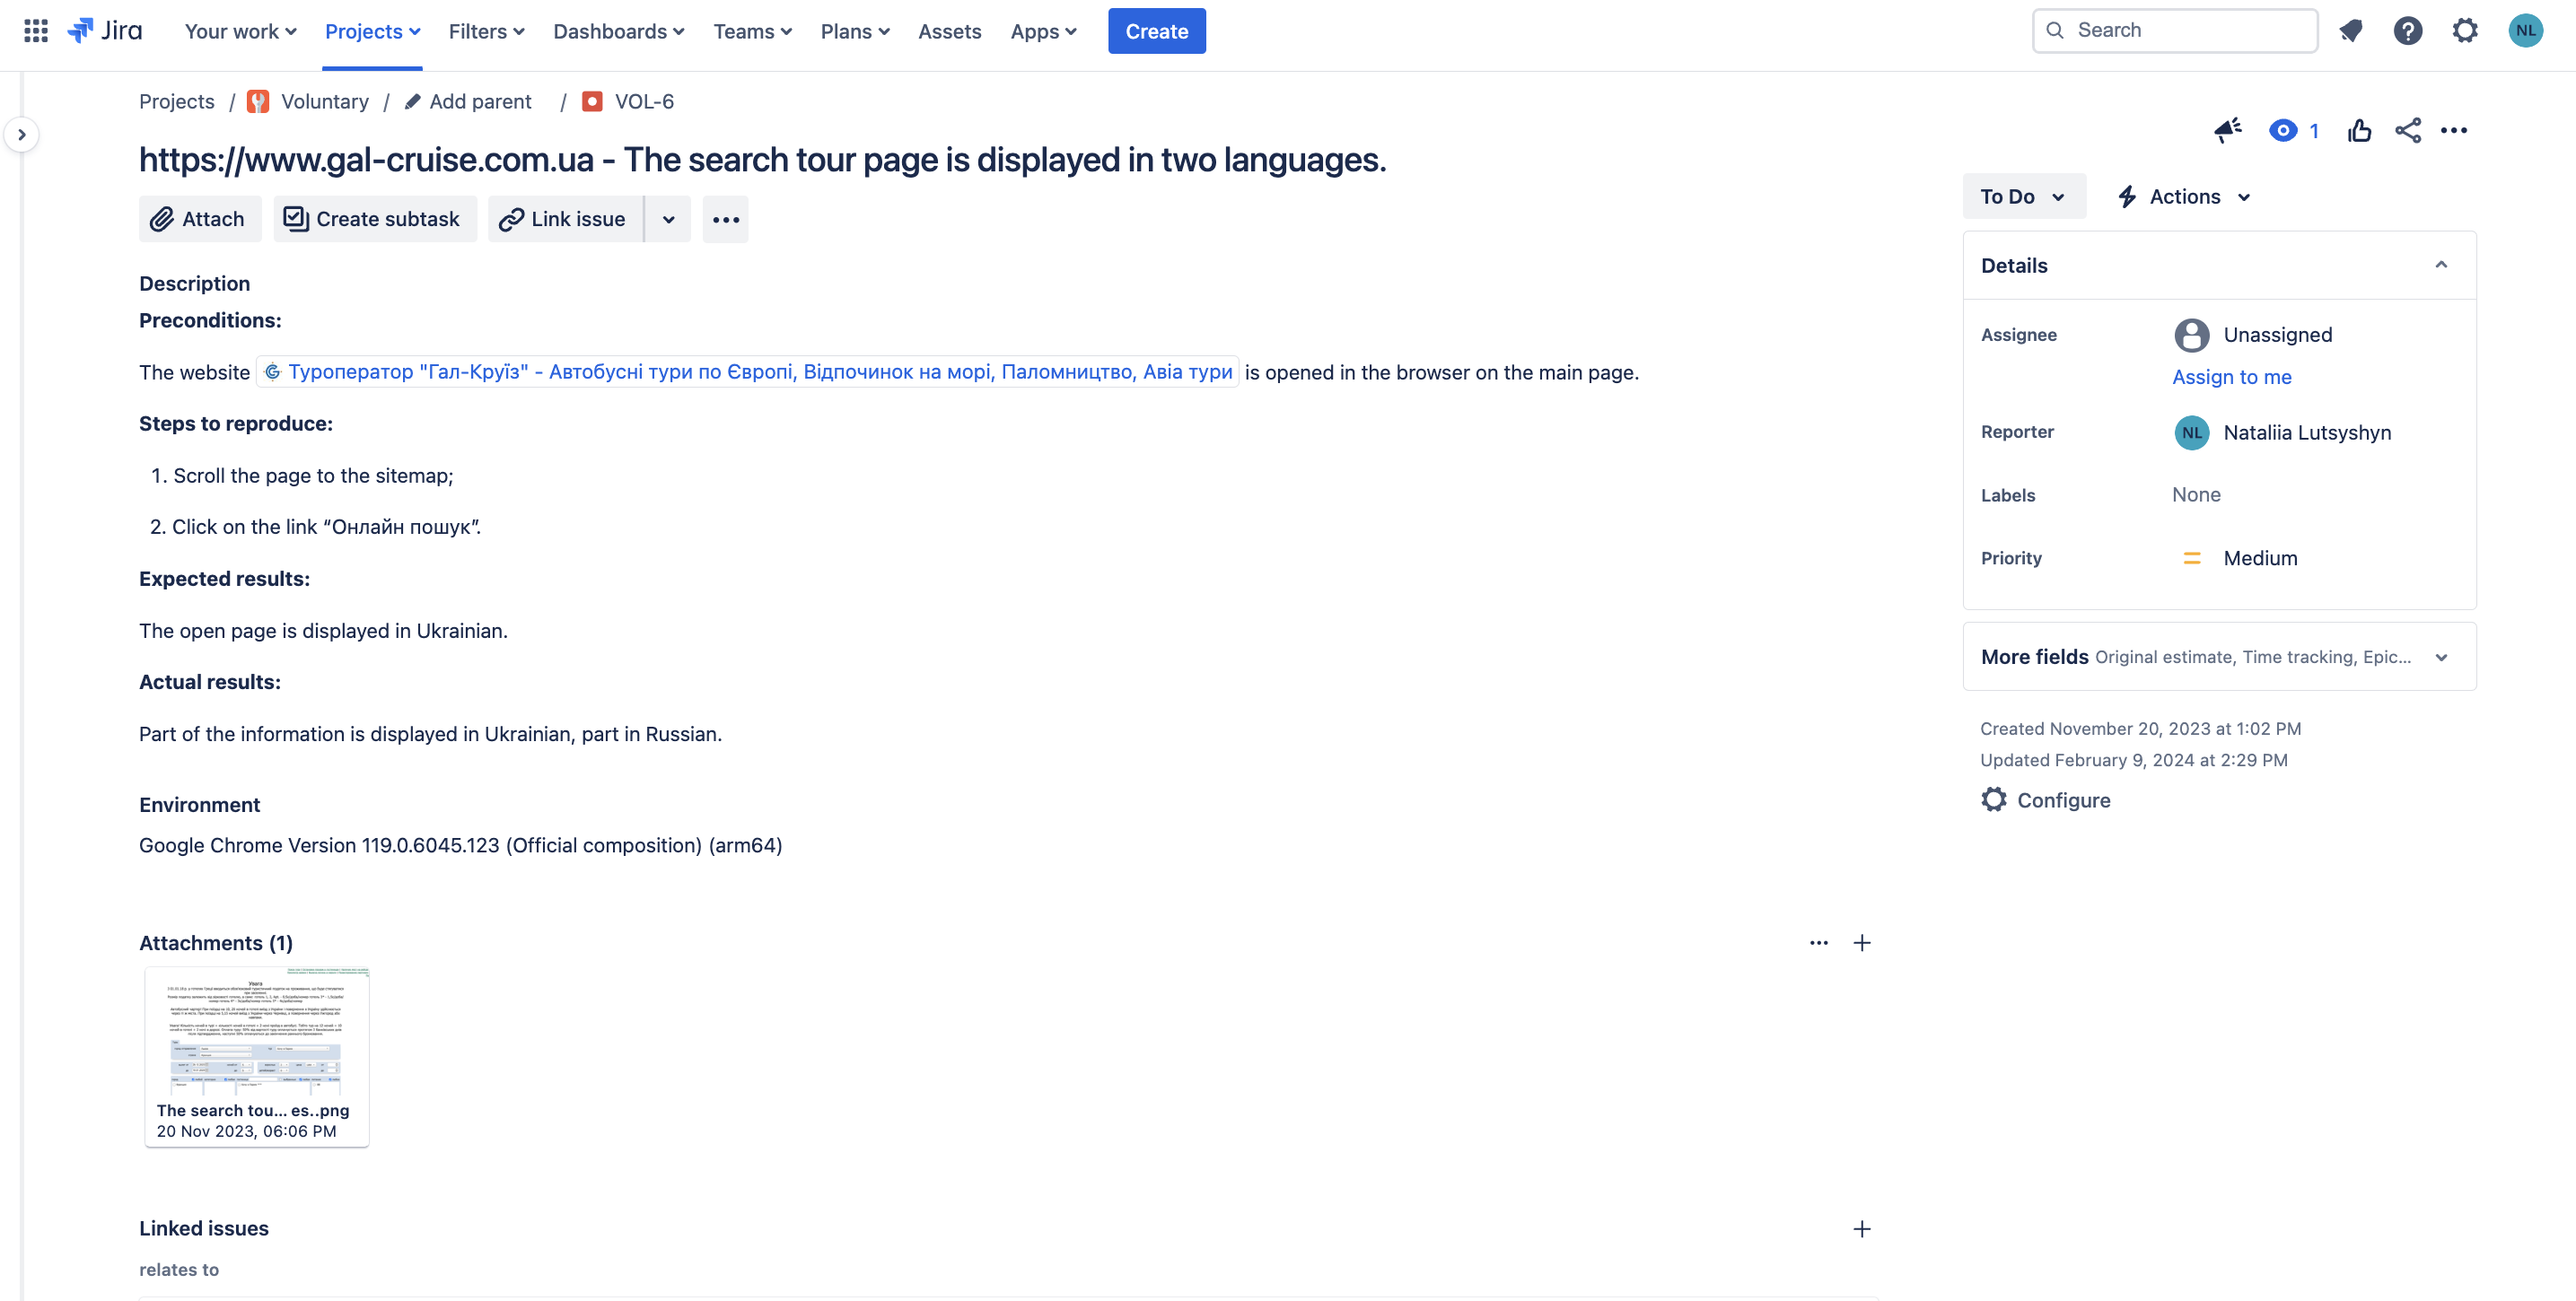 Jira
Your work
Projects
Filters
Dashboards
Teams
Plans
Assets
Apps
Create
Search
NL
Projects / Voluntary / Add parent / VOL-6
1
https://www.gal-cruise.com.ua - The search tour page is displayed in two languages.
Attach
Create subtask
Link issue
Description
Preconditions:
The website Туроператор "Гал-Круїз" - Автобусні тури по Європі, Відпочинок на морі, Паломництво, Авіа тури is opened in the browser on the main page.
Steps to reproduce:
1. Scroll the page to the sitemap;
2. Click on the link “Онлайн пошук”.
Expected results:
The open page is displayed in Ukrainian.
Actual results:
Part of the information is displayed in Ukrainian, part in Russian.
Environment
Google Chrome Version 119.0.6045.123 (Official composition) (arm64)
Attachments (1)
Увага
The search tou... es..png
20 Nov 2023, 06:06 PM
Linked issues
relates to
To Do
Actions
Details
Assignee
Unassigned
Assign to me
Reporter
NL
Nataliia Lutsyshyn
Labels
None
Priority
Medium
More fields Original estimate, Time tracking, Epic...
Created November 20, 2023 at 1:02 PM
Updated February 9, 2024 at 2:29 PM
Configure